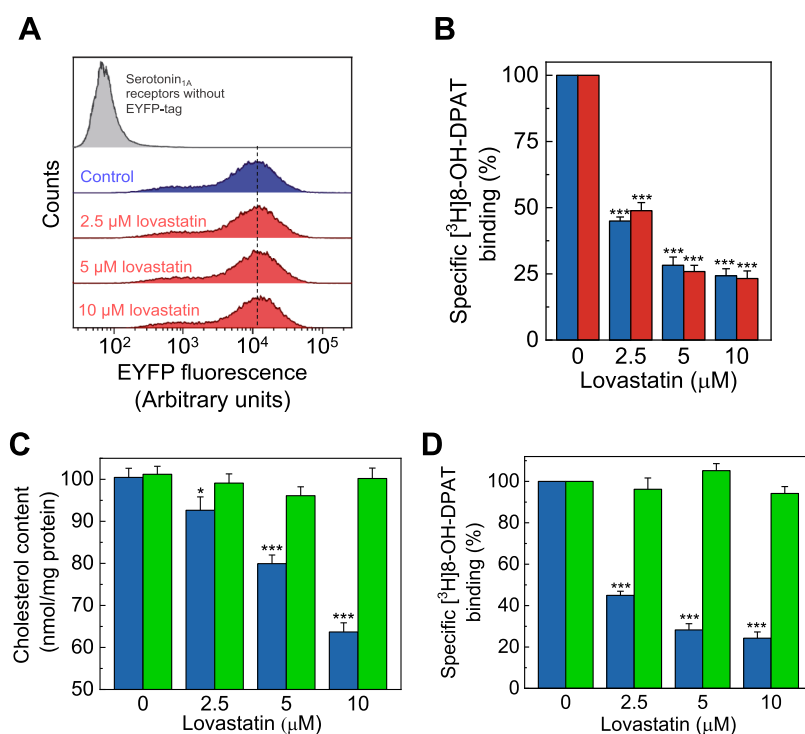 A
Serotonin1A
receptors without
EYFP-tag
Control
2.5 μM lovastatin
5 μM lovastatin
10 μM lovastatin
Counts
10² 10³ 10⁴ 10⁵
EYFP fluorescence
(Arbitrary units)
B
Specific [³H]8-OH-DPAT
binding (%)
100
75
50
25
0
*** ***
*** ***
*** ***
0 2.5 5 10
Lovastatin (μM)
C
Cholesterol content
(nmol/mg protein)
100
90
80
70
60
50
*
***
***
0 2.5 5 10
Lovastatin (μM)
D
Specific [³H]8-OH-DPAT
binding (%)
100
80
60
40
20
0
***
***
***
0 2.5 5 10
Lovastatin (μM)